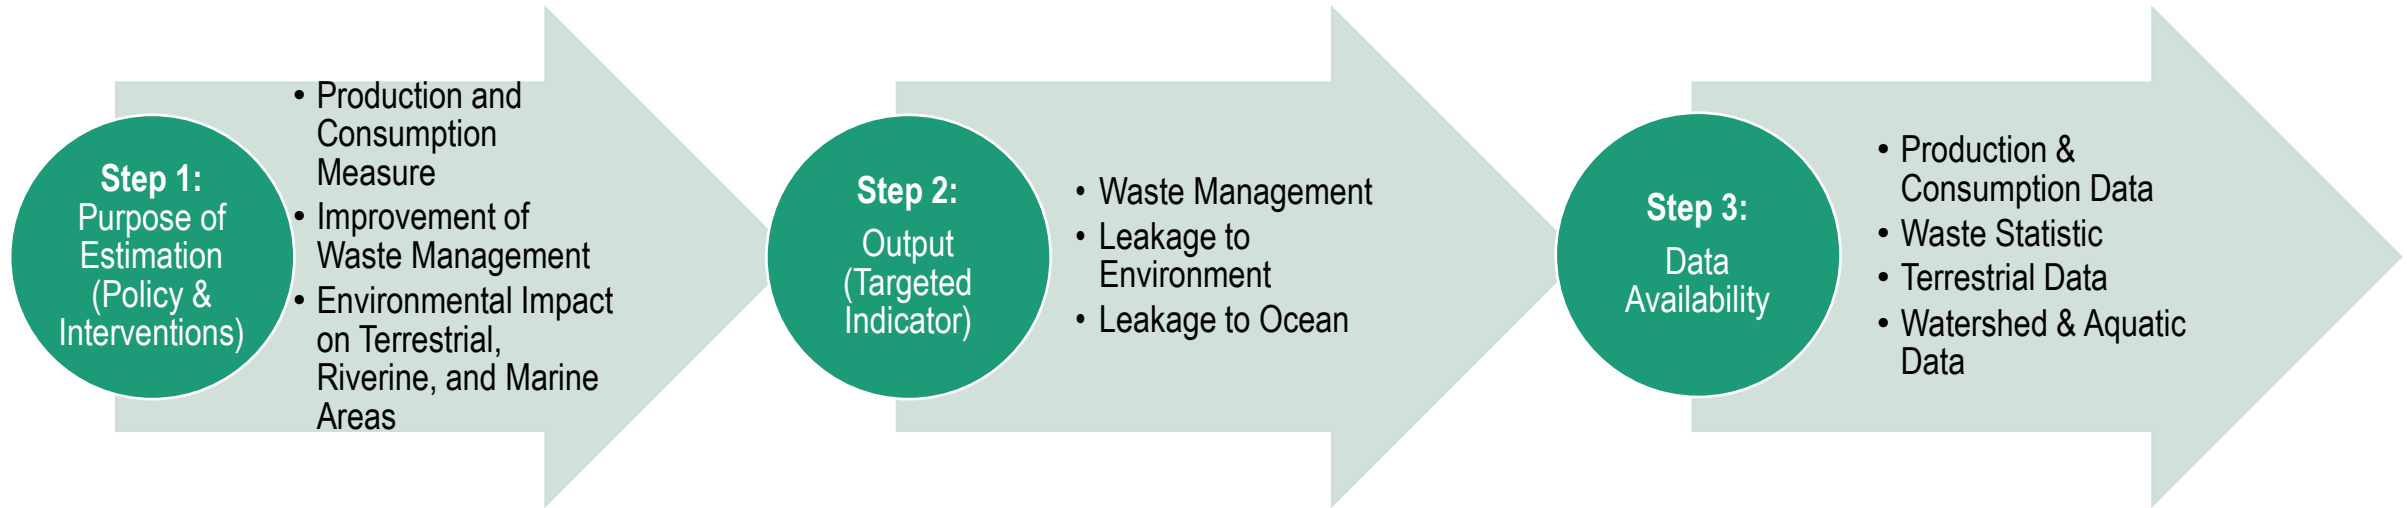 Step 1:
Purpose of
Estimation
(Policy &
Interventions)
• Production and
Consumption
Measure
• Improvement of
Waste Management
• Environmental Impact
on Terrestrial,
Riverine, and Marine
Areas
Step 2:
Output
(Targeted
Indicator)
• Waste Management
• Leakage to
Environment
• Leakage to Ocean
Step 3:
Data
Availability
• Production &
Consumption Data
• Waste Statistic
• Terrestrial Data
• Watershed & Aquatic
Data